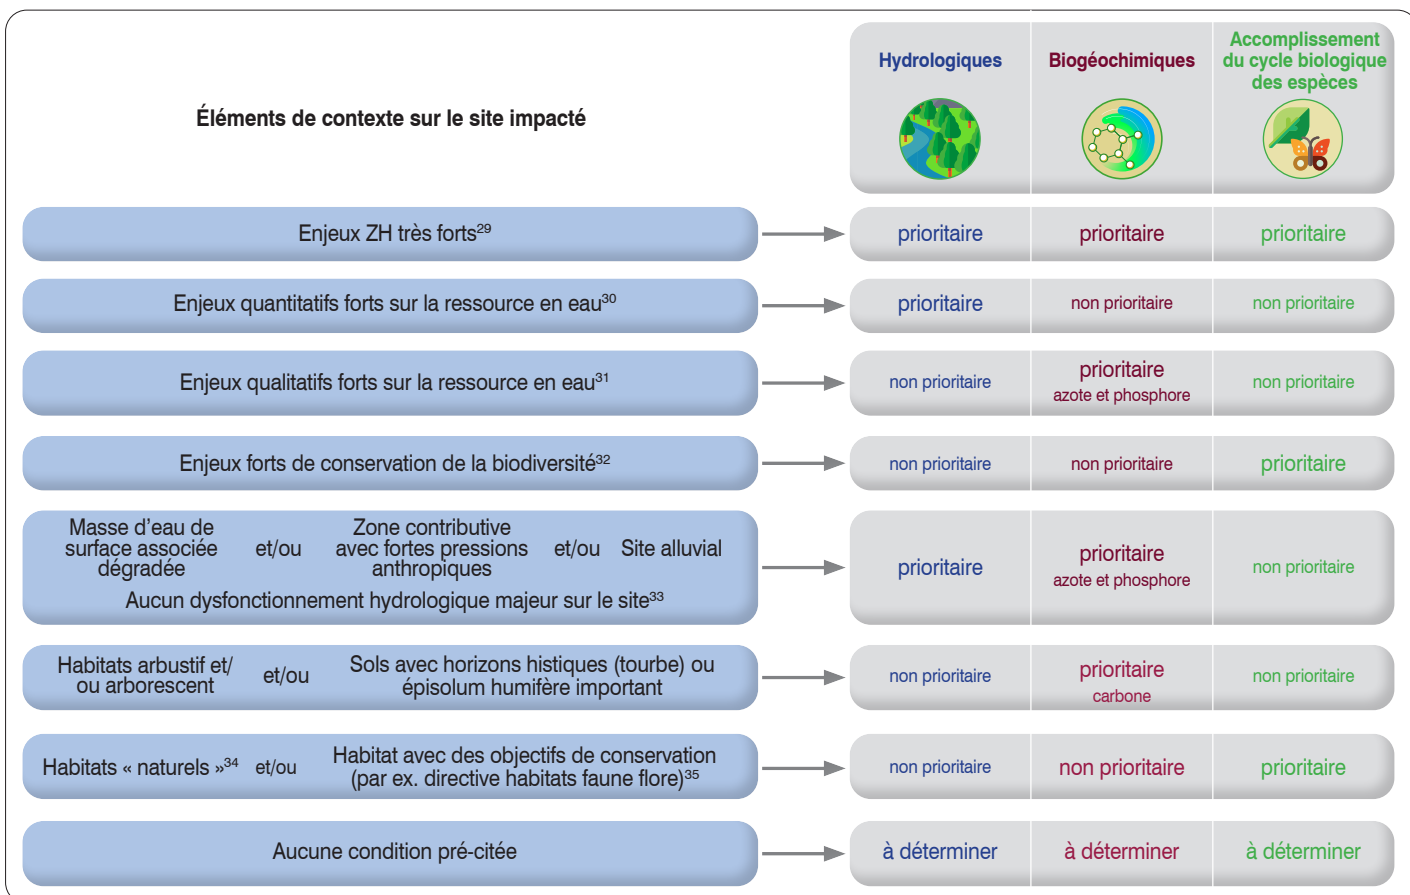 Éléments de contexte sur le site impacté
Hydrologiques
Biogéochimiques
Accomplissement
du cycle biologique
des espèces
Enjeux ZH très forts29
prioritaire
prioritaire
prioritaire
Enjeux quantitatifs forts sur la ressource en eau30
prioritaire
non prioritaire
non prioritaire
Enjeux qualitatifs forts sur la ressource en eau31
non prioritaire
prioritaire
azote et phosphore
non prioritaire
Enjeux forts de conservation de la biodiversité32
non prioritaire
non prioritaire
prioritaire
Masse d’eau de
surface associée
dégradée
et/ou
Zone contributive
avec fortes pressions
anthropiques
et/ou
Site alluvial
Aucun dysfonctionnement hydrologique majeur sur le site33
prioritaire
prioritaire
azote et phosphore
non prioritaire
Habitats arbustif et/
ou arborescent
et/ou
Sols avec horizons histiques (tourbe) ou
épisolum humifère important
non prioritaire
prioritaire
carbone
non prioritaire
Habitats « naturels »34
et/ou
Habitat avec des objectifs de conservation
(par ex. directive habitats faune flore)35
non prioritaire
non prioritaire
prioritaire
Aucune condition pré-citée
à déterminer
à déterminer
à déterminer